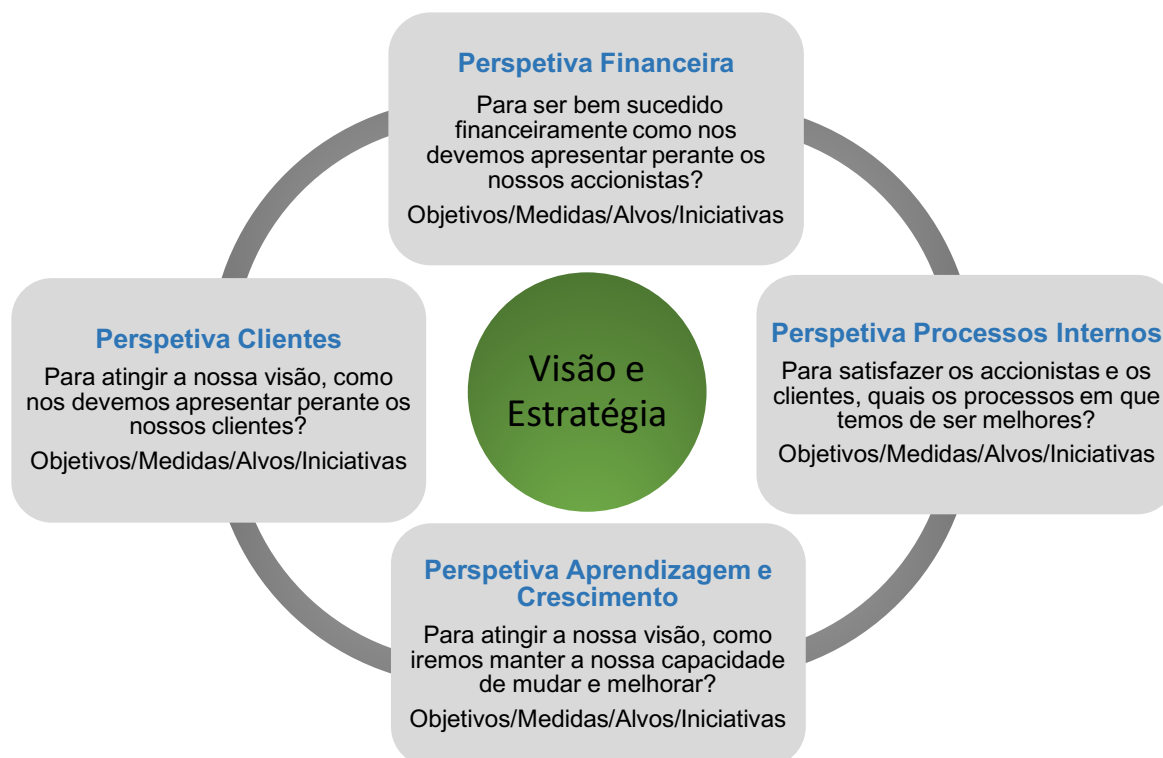 Perspetiva Financeira
Para ser bem sucedido
financeiramente como nos
devemos apresentar perante os
nossos accionistas?
Objetivos/Medidas/Alvos/Iniciativas
Perspetiva Clientes
Para atingir a nossa visão, como
nos devemos apresentar perante os
nossos clientes?
Objetivos/Medidas/Alvos/Iniciativas
Visão e
Estratégia
Perspetiva Processos Internos
Para satisfazer os accionistas e os
clientes, quais os processos em que
temos de ser melhores?
Objetivos/Medidas/Alvos/Iniciativas
Perspetiva Aprendizagem e
Crescimento
Para atingir a nossa visão, como
iremos manter a nossa capacidade
de mudar e melhorar?
Objetivos/Medidas/Alvos/Iniciativas